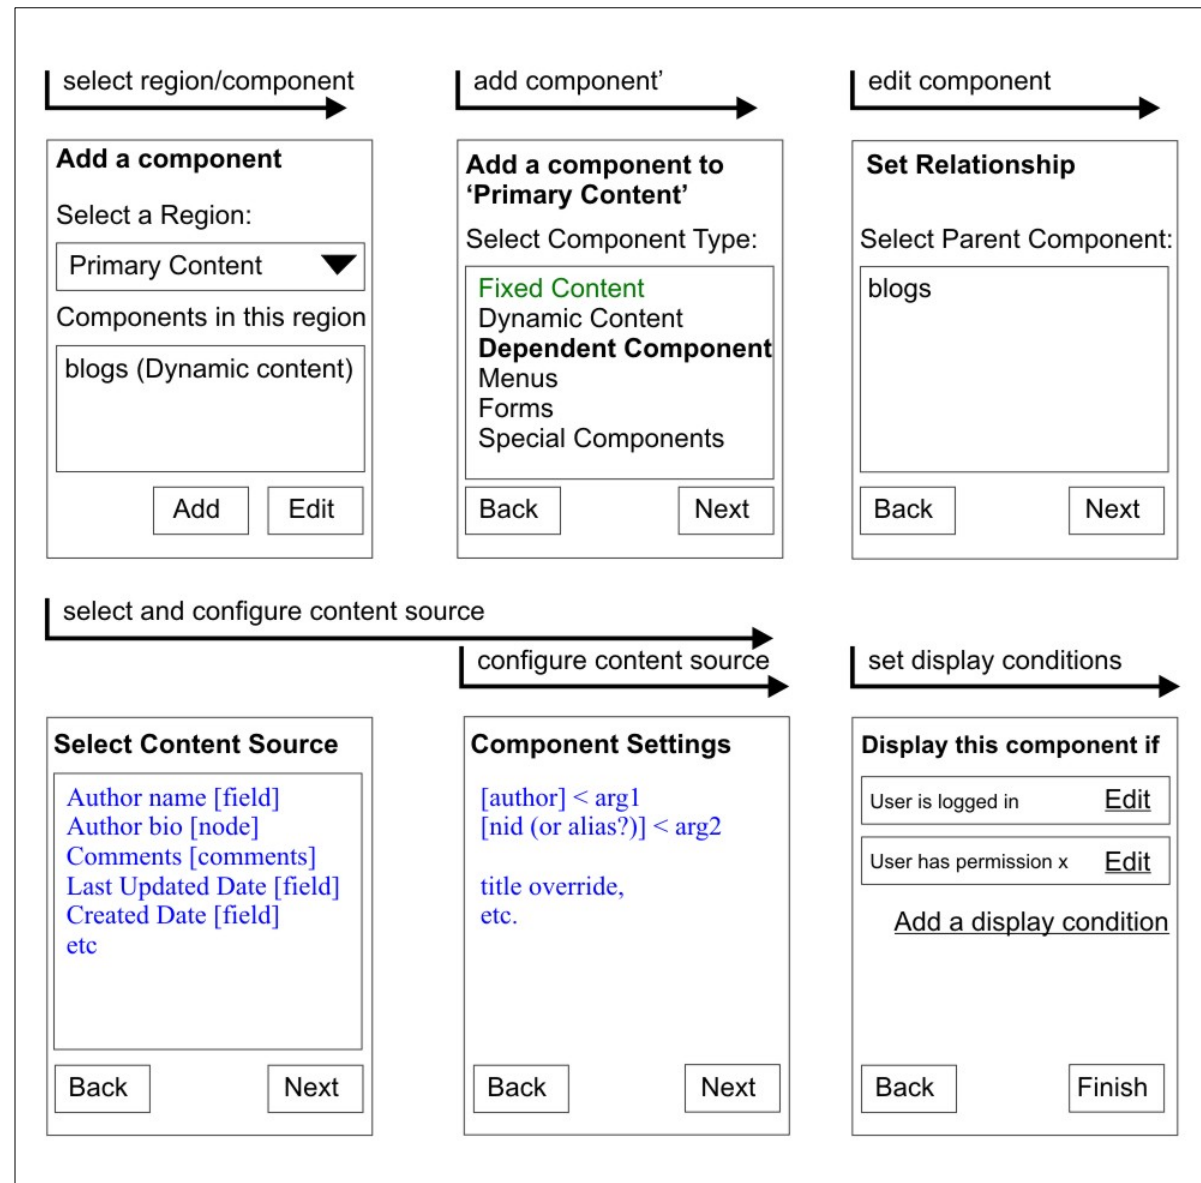 select region/component
Add a component
Select a Region:
Primary Content
Components in this region
blogs (Dynamic content)
Add
Edit
add component’
Add a component to
‘Primary Content’
Select Component Type:
Fixed Content
Dynamic Content
Dependent Component
Menus
Forms
Special Components
Back
Next
edit component
Set Relationship
Select Parent Component:
blogs
Back
Next
select and configure content source
Select Content Source
Author name [field]
Author bio [node]
Comments [comments]
Last Updated Date [field]
Created Date [field]
etc
Back
Next
configure content source
Component Settings
[author] < arg1
[nid (or alias?)] < arg2
title override,
etc.
Back
Next
set display conditions
Display this component if
User is logged in
Edit
User has permission x
Edit
Add a display condition
Back
Finish